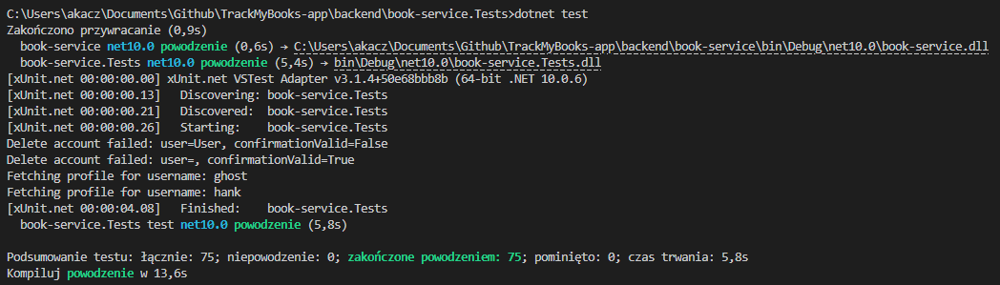 C:\Users\akacz\Documents\Github\TrackMyBooks-app\backend\book-service.Tests>dotnet test
Zakończono przywracanie (0,9s)
  book-service net10.0 powodzenie (0,6s) → C:\Users\akacz\Documents\Github\TrackMyBooks-app\backend\book-service\bin\Debug\net10.0\book-service.dll
  book-service.Tests net10.0 powodzenie (5,4s) → bin\Debug\net10.0\book-service.Tests.dll
[xUnit.net 00:00:00.00] xUnit.net VSTest Adapter v3.1.4+50e68bbb8b (64-bit .NET 10.0.6)
[xUnit.net 00:00:00.13]   Discovering: book-service.Tests
[xUnit.net 00:00:00.21]   Discovered:  book-service.Tests
[xUnit.net 00:00:00.26]   Starting:    book-service.Tests
Delete account failed: user=User, confirmationValid=False
Delete account failed: user=, confirmationValid=True
Fetching profile for username: ghost
Fetching profile for username: hank
[xUnit.net 00:00:04.08]   Finished:    book-service.Tests
  book-service.Tests test net10.0 powodzenie (5,8s)
Podsumowanie testu: łącznie: 75; niepowodzenie: 0; zakończone powodzeniem: 75; pominięto: 0; czas trwania: 5,8s
Kompiluj powodzenie w 13,6s